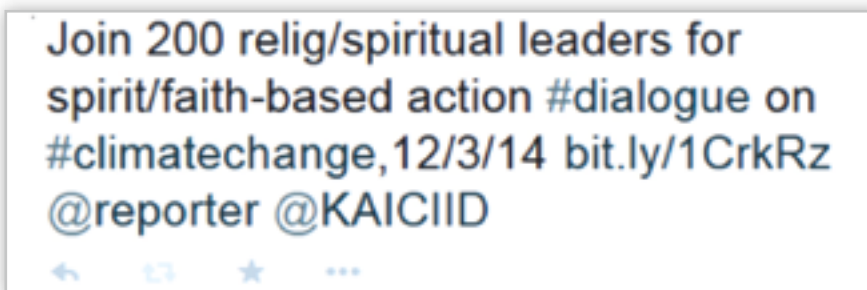 Join 200 relig/spiritual leaders for
spirit/faith-based action #dialogue on
#climatechange,12/3/14 bit.ly/1CrkRz
@reporter @KAICIID